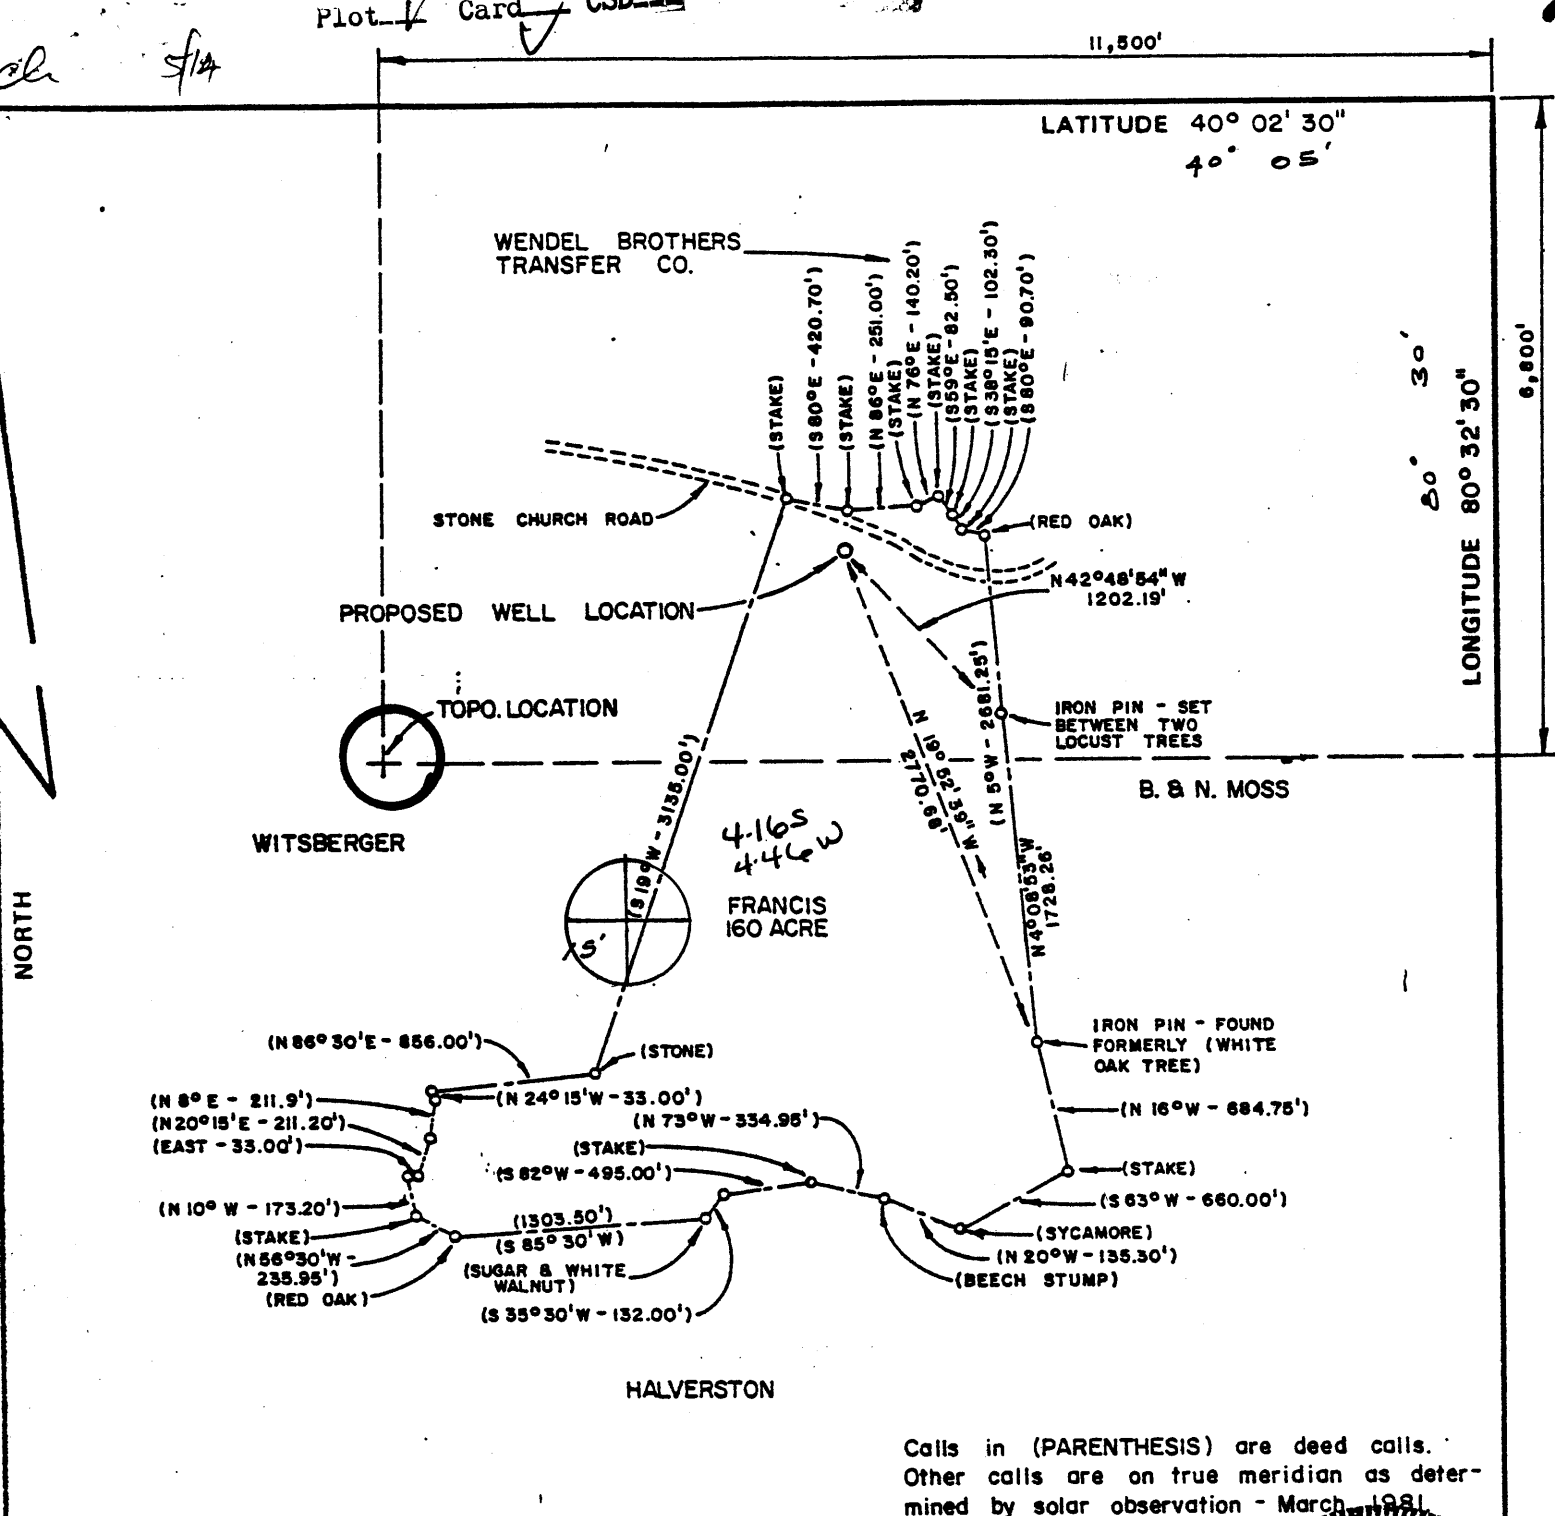 Plot Card
5/14
11,500'
LATITUDE 40° 02' 30"
40° 05'
WENDEL BROTHERS
TRANSFER CO.
(STAKE)
(S 80° E - 420.70')
(STAKE)
(N 86° E - 251.00')
(STAKE)
(N 76° E - 140.20')
(STAKE)
(S 59° E - 82.50')
(STAKE)
(S 38° 15' E - 102.30')
(STAKE)
(S 80° E - 90.70')
6,800'
80° 30'
LONGITUDE 80° 32' 30"
STONE CHURCH ROAD
(RED OAK)
N 42° 48' 54" W
1202.19'
PROPOSED WELL LOCATION
TOPO. LOCATION
(N 5° W - 2681.25')
IRON PIN - SET
BETWEEN TWO
LOCUST TREES
N 19° 52' 39" W
2770.68'
B. & N. MOSS
WITSBERGER
(S 19° W - 3135.00')
4.16 S
4.46 W
FRANCIS
160 ACRE
N 4° 08' 53" W
1728.26'
15'
NORTH
(N 86° 30' E - 856.00')
(STONE)
IRON PIN - FOUND
FORMERLY (WHITE
OAK TREE)
(N 8° E - 211.9')
(N 24° 15' W - 33.00')
(N 16° W - 684.75')
(N 20° 15' E - 211.20')
(N 73° W - 334.95')
(EAST - 33.00')
(STAKE)
(STAKE)
(S 82° W - 495.00')
(S 63° W - 660.00')
(N 10° W - 173.20')
(1303.50')
(S 85° 30' W)
(STAKE)
(SYCAMORE)
(N 56° 30' W -
235.95')
(N 20° W - 135.30')
(SUGAR & WHITE
WALNUT)
(BEECH STUMP)
(RED OAK)
(S 35° 30' W - 132.00')
HALVERSTON
Calls in (PARENTHESIS) are deed calls.
Other calls are on true meridian as deter-
mined by solar observation - March, 1981